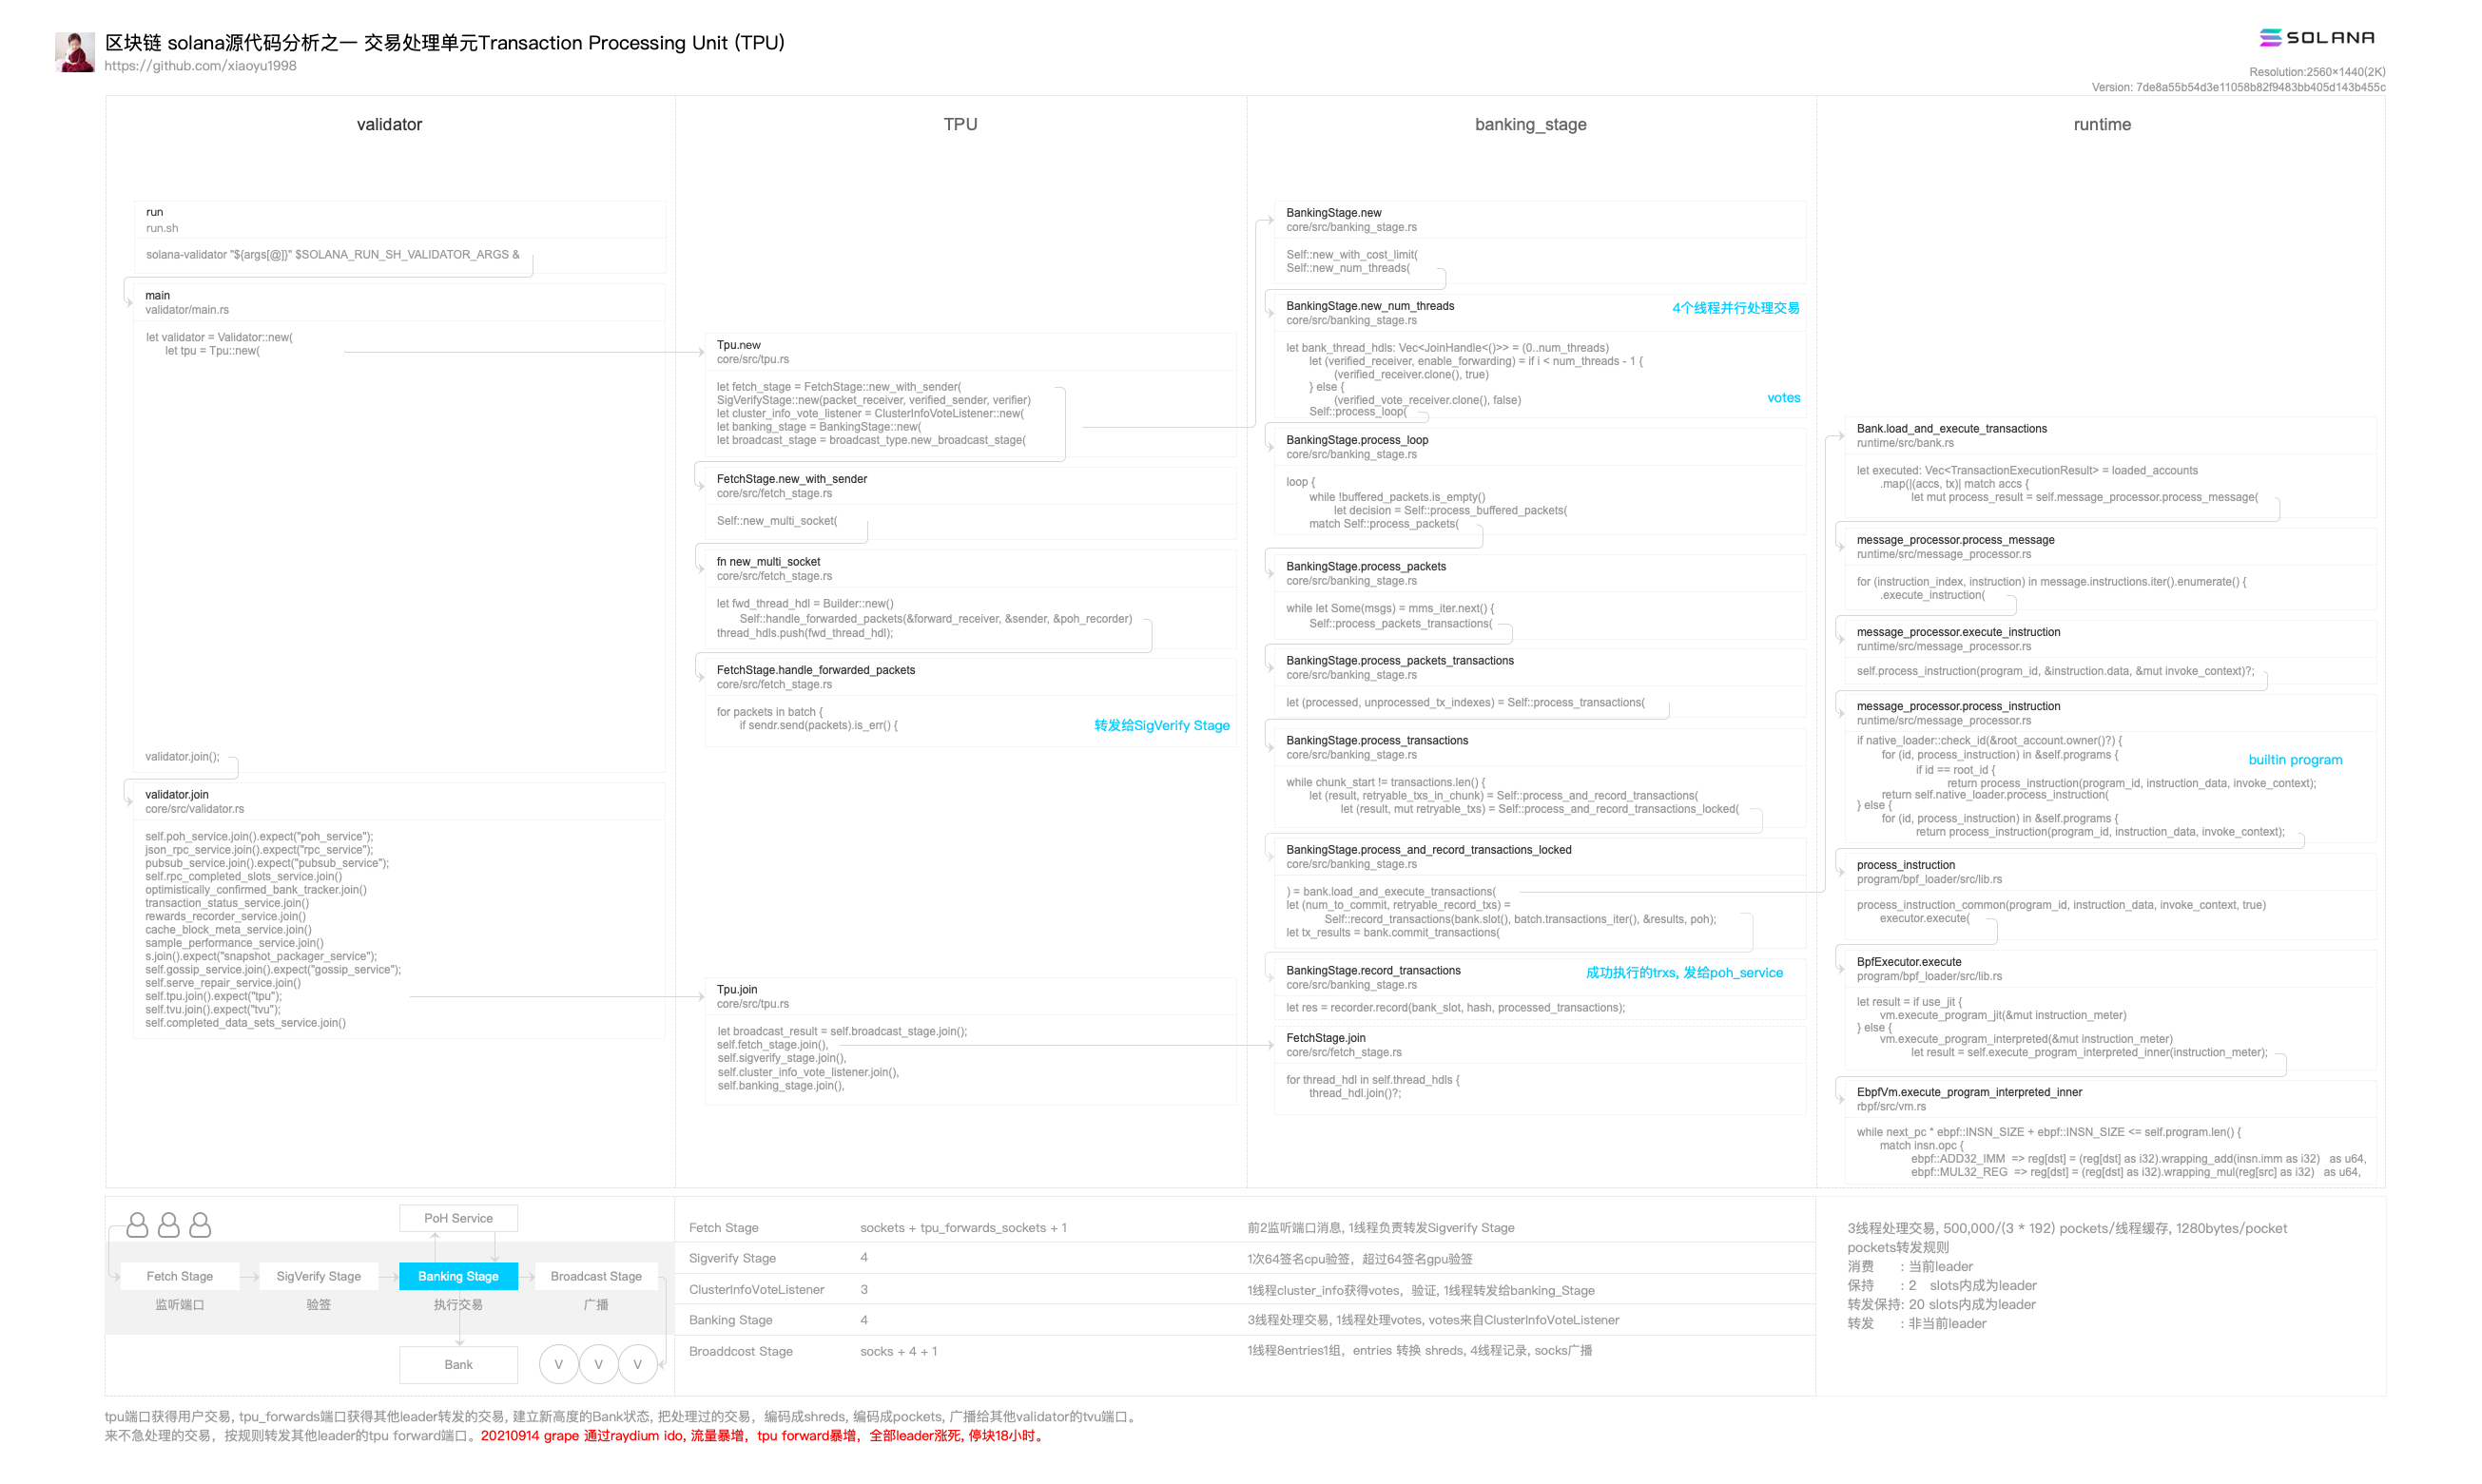 区块链 solana源代码分析之一 交易处理单元Transaction Processing Unit (TPU)
https://github.com/xiaoyu1998
SOLANA
Resolution:2560×1440(2K)
Version: 7de8a55b54d3e11058b82f9483bb405d143b455c
validator
run
run.sh
solana-validator "${args[@]}" $SOLANA_RUN_SH_VALIDATOR_ARGS &
main
validator/main.rs
let validator = Validator::new(
let tpu = Tpu::new(
validator.join();
validator.join
core/src/validator.rs
self.poh_service.join().expect("poh_service");
json_rpc_service.join().expect("rpc_service");
pubsub_service.join().expect("pubsub_service");
self.rpc_completed_slots_service.join()
optimistically_confirmed_bank_tracker.join()
transaction_status_service.join()
rewards_recorder_service.join()
cache_block_meta_service.join()
sample_performance_service.join()
s.join().expect("snapshot_packager_service");
self.gossip_service.join().expect("gossip_service");
self.serve_repair_service.join()
self.tpu.join().expect("tpu");
self.tvu.join().expect("tvu");
self.completed_data_sets_service.join()
TPU
Tpu.new
core/src/tpu.rs
let fetch_stage = FetchStage::new_with_sender(
SigVerifyStage::new(packet_receiver, verified_sender, verifier)
let cluster_info_vote_listener = ClusterInfoVoteListener::new(
let banking_stage = BankingStage::new(
let broadcast_stage = broadcast_type.new_broadcast_stage(
FetchStage.new_with_sender
core/src/fetch_stage.rs
Self::new_multi_socket(
fn new_multi_socket
core/src/fetch_stage.rs
let fwd_thread_hdl = Builder::new()
Self::handle_forwarded_packets(&forward_receiver, &sender, &poh_recorder)
thread_hdls.push(fwd_thread_hdl);
FetchStage.handle_forwarded_packets
core/src/fetch_stage.rs
for packets in batch {
if sendr.send(packets).is_err() {
转发给SigVerify Stage
Tpu.join
core/src/tpu.rs
let broadcast_result = self.broadcast_stage.join();
self.fetch_stage.join(),
self.sigverify_stage.join(),
self.cluster_info_vote_listener.join(),
self.banking_stage.join(),
banking_stage
BankingStage.new
core/src/banking_stage.rs
Self::new_with_cost_limit(
Self::new_num_threads(
BankingStage.new_num_threads
4个线程并行处理交易
core/src/banking_stage.rs
let bank_thread_hdls: Vec<JoinHandle<()>> = (0..num_threads)
let (verified_receiver, enable_forwarding) = if i < num_threads - 1 {
(verified_receiver.clone(), true)
} else {
(verified_vote_receiver.clone(), false)
votes
Self::process_loop(
BankingStage.process_loop
core/src/banking_stage.rs
loop {
while !buffered_packets.is_empty()
let decision = Self::process_buffered_packets(
match Self::process_packets(
BankingStage.process_packets
core/src/banking_stage.rs
while let Some(msgs) = mms_iter.next() {
Self::process_packets_transactions(
BankingStage.process_packets_transactions
core/src/banking_stage.rs
let (processed, unprocessed_tx_indexes) = Self::process_transactions(
BankingStage.process_transactions
core/src/banking_stage.rs
while chunk_start != transactions.len() {
let (result, retryable_txs_in_chunk) = Self::process_and_record_transactions(
let (result, mut retryable_txs) = Self::process_and_record_transactions_locked(
BankingStage.process_and_record_transactions_locked
core/src/banking_stage.rs
) = bank.load_and_execute_transactions(
let (num_to_commit, retryable_record_txs) =
Self::record_transactions(bank.slot(), batch.transactions_iter(), &results, poh);
let tx_results = bank.commit_transactions(
BankingStage.record_transactions
成功执行的trxs, 发给poh_service
core/src/banking_stage.rs
let res = recorder.record(bank_slot, hash, processed_transactions);
FetchStage.join
core/src/fetch_stage.rs
for thread_hdl in self.thread_hdls {
thread_hdl.join()?;
runtime
Bank.load_and_execute_transactions
runtime/src/bank.rs
let executed: Vec<TransactionExecutionResult> = loaded_accounts
.map(|(accs, tx)| match accs {
let mut process_result = self.message_processor.process_message(
message_processor.process_message
runtime/src/message_processor.rs
for (instruction_index, instruction) in message.instructions.iter().enumerate() {
.execute_instruction(
message_processor.execute_instruction
runtime/src/message_processor.rs
self.process_instruction(program_id, &instruction.data, &mut invoke_context)?;
message_processor.process_instruction
runtime/src/message_processor.rs
if native_loader::check_id(&root_account.owner()?) {
for (id, process_instruction) in &self.programs {
builtin program
if id == root_id {
return process_instruction(program_id, instruction_data, invoke_context);
return self.native_loader.process_instruction(
} else {
for (id, process_instruction) in &self.programs {
return process_instruction(program_id, instruction_data, invoke_context);
process_instruction
program/bpf_loader/src/lib.rs
process_instruction_common(program_id, instruction_data, invoke_context, true)
executor.execute(
BpfExecutor.execute
program/bpf_loader/src/lib.rs
let result = if use_jit {
vm.execute_program_jit(&mut instruction_meter)
} else {
vm.execute_program_interpreted(&mut instruction_meter)
let result = self.execute_program_interpreted_inner(instruction_meter);
EbpfVm.execute_program_interpreted_inner
rbpf/src/vm.rs
while next_pc * ebpf::INSN_SIZE + ebpf::INSN_SIZE <= self.program.len() {
match insn.opc {
ebpf::ADD32_IMM => reg[dst] = (reg[dst] as i32).wrapping_add(insn.imm as i32) as u64,
ebpf::MUL32_REG => reg[dst] = (reg[dst] as i32).wrapping_mul(reg[src] as i32) as u64,
PoH Service
Fetch Stage
SigVerify Stage
Banking Stage
Broadcast Stage
监听端口
验签
执行交易
广播
Bank
V V V
Fetch Stage sockets + tpu_forwards_sockets + 1 前2监听端口消息, 1线程负责转发Sigverify Stage
Sigverify Stage 4 1次64签名cpu验签，超过64签名gpu验签
ClusterInfoVoteListener 3 1线程cluster_info获得votes，验证, 1线程转发给banking_Stage
Banking Stage 4 3线程处理交易, 1线程处理votes, votes来自ClusterInfoVoteListener
Broaddcost Stage socks + 4 + 1 1线程8entries1组，entries 转换 shreds, 4线程记录, socks广播
3线程处理交易, 500,000/(3 * 192) pockets/线程缓存, 1280bytes/pocket
pockets转发规则
消费 : 当前leader
保持 : 2 slots内成为leader
转发保持: 20 slots内成为leader
转发 : 非当前leader
tpu端口获得用户交易, tpu_forwards端口获得其他leader转发的交易, 建立新高度的Bank状态, 把处理过的交易，编码成shreds, 编码成pockets, 广播给其他validator的tvu端口。
来不急处理的交易，按规则转发其他leader的tpu forward端口。20210914 grape 通过raydium ido, 流量暴增，tpu forward暴增，全部leader涨死, 停块18小时。